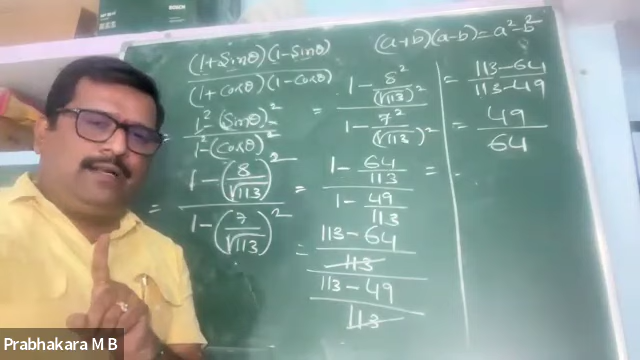 BOSCH
(1+Sinθ)(1-Sinθ)
(1+Cosθ)(1-Cosθ)
= 1²-(Sinθ)²
1²-(Cosθ)²
= 1-(8/√113)²
1-(7/√113)²
= 1-8²/(√113)²
1-7²/(√113)²
= 1-64/113 =
1-49/113
= 113-64
113
113-49
113
(a+b)(a-b)=a²-b²
= 113-64
113-49
= 49
64
Prabhakara M B